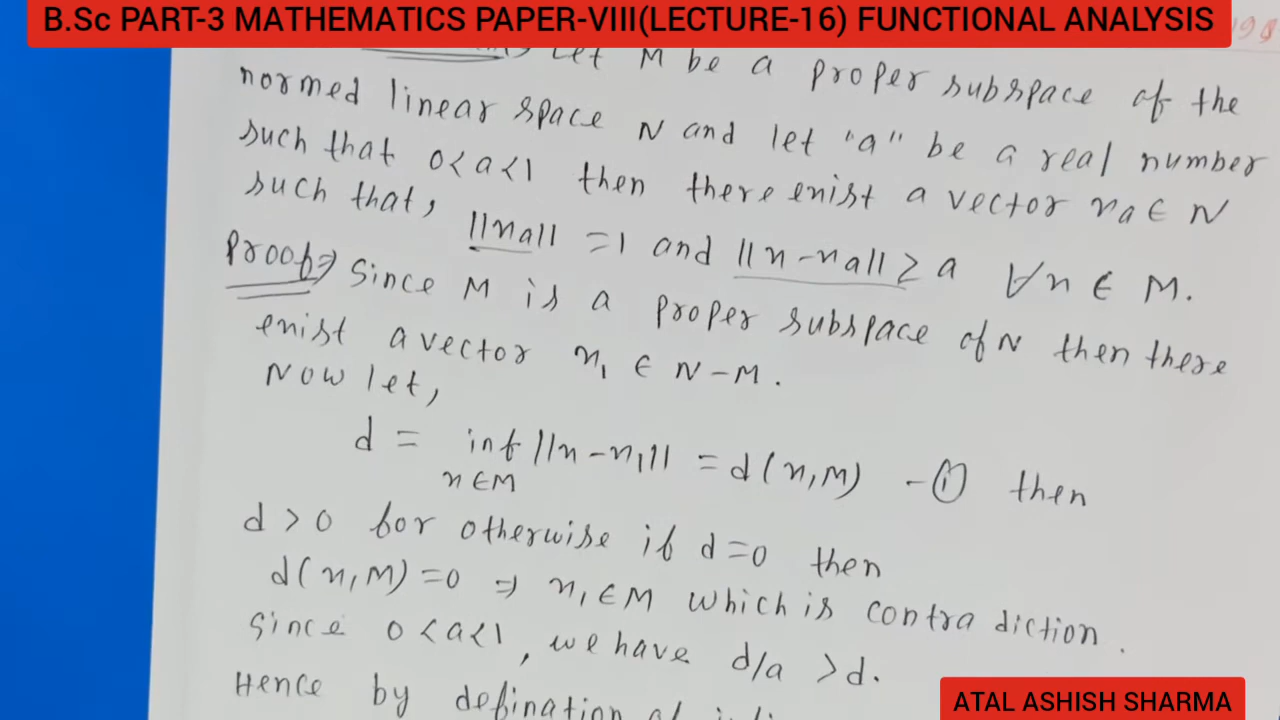 B.Sc PART-3 MATHEMATICS PAPER-VIII(LECTURE-16) FUNCTIONAL ANALYSIS
Let M be a proper subspace of the
normed linear space N and let "a" be a real number
such that 0<a<1 then there exist a vector xa ∈ N
such that, ||xa|| = 1 and ||x-xa|| ≥ a ∀x ∈ M.
Proof⇒ Since M is a proper subspace of N then there
exist a vector x₁ ∈ N-M.
Now let,
d = inf ||x-x₁|| = d(x,M) -① then
x∈M
d>0 for otherwise if d=0 then
d(x,M)=0 ⇒ x₁∈M which is contradiction.
Since 0<a<1, we have d/a >d.
Hence by defination of
ATAL ASHISH SHARMA